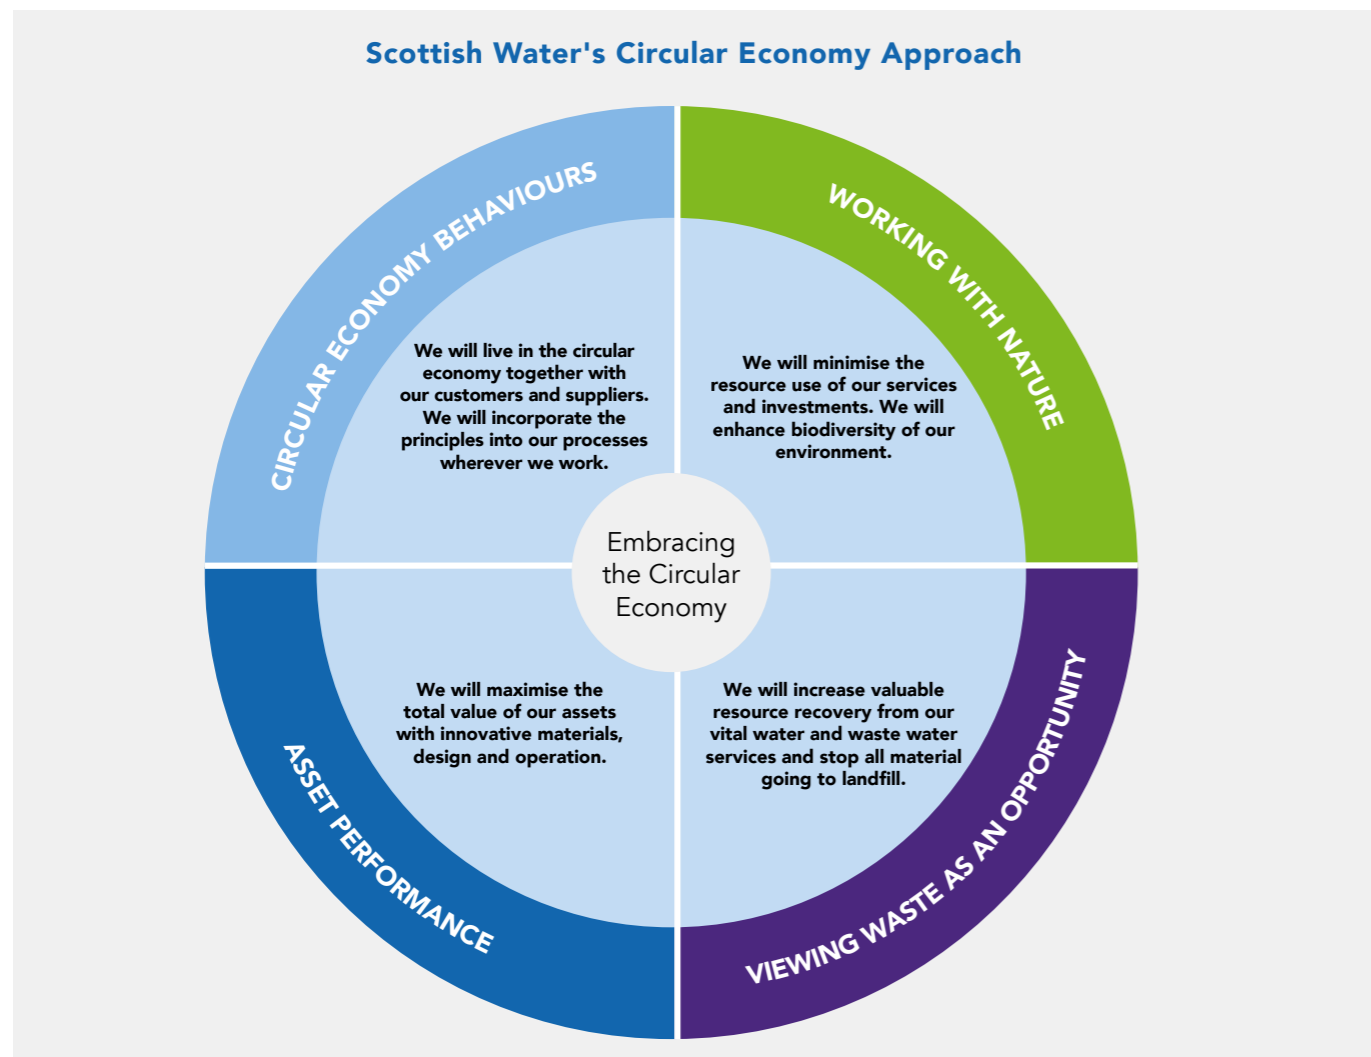 Scottish Water's Circular Economy Approach
CIRCULAR ECONOMY BEHAVIOURS
We will live in the circular
economy together with
our customers and suppliers.
We will incorporate the
principles into our processes
wherever we work.
WORKING WITH NATURE
We will minimise the
resource use of our services
and investments. We will
enhance biodiversity of our
environment.
Embracing
the Circular
Economy
ASSET PERFORMANCE
We will maximise the
total value of our assets
with innovative materials,
design and operation.
VIEWING WASTE AS AN OPPORTUNITY
We will increase valuable
resource recovery from our
vital water and waste water
services and stop all material
going to landfill.